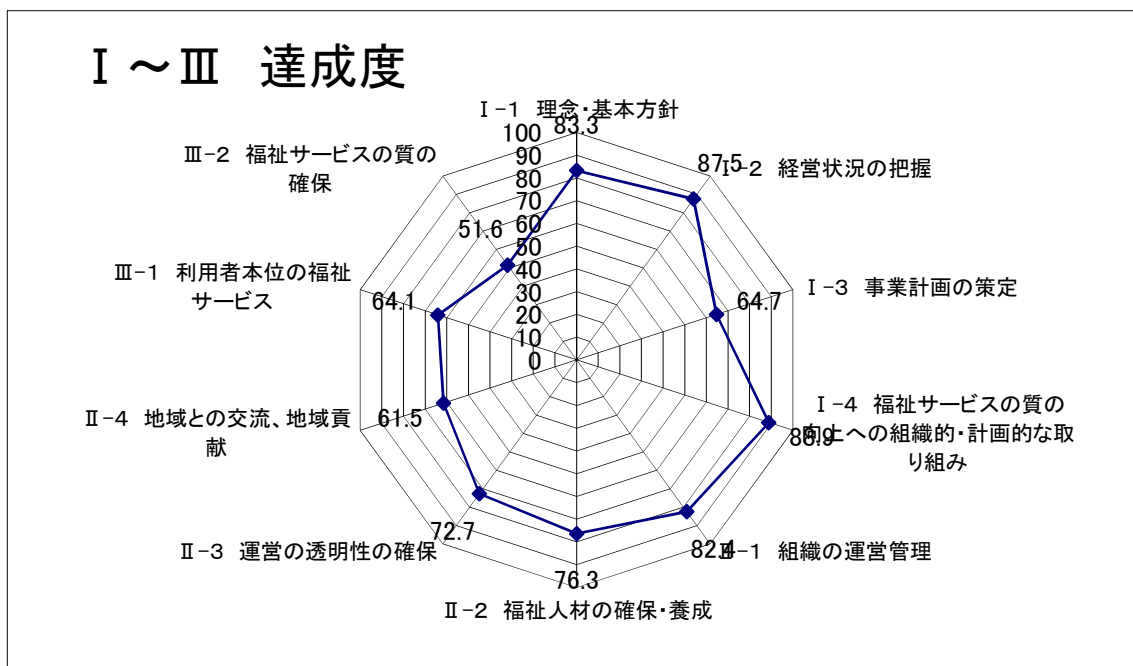 Ⅰ～Ⅲ 達成度
Ⅰ-1 理念・基本方針
83.3
Ⅰ-2 経営状況の把握
87.5
Ⅰ-3 事業計画の策定
64.7
Ⅰ-4 福祉サービスの質の
向上への組織的・計画的な取
り組み
88.9
Ⅱ-1 組織の運営管理
82.4
Ⅱ-2 福祉人材の確保・養成
76.3
Ⅱ-3 運営の透明性の確保
72.7
Ⅱ-4 地域との交流、地域貢
献
61.5
Ⅲ-1 利用者本位の福祉
サービス
64.1
Ⅲ-2 福祉サービスの質の
確保
51.6
100
90
80
70
60
50
40
30
20
10
0